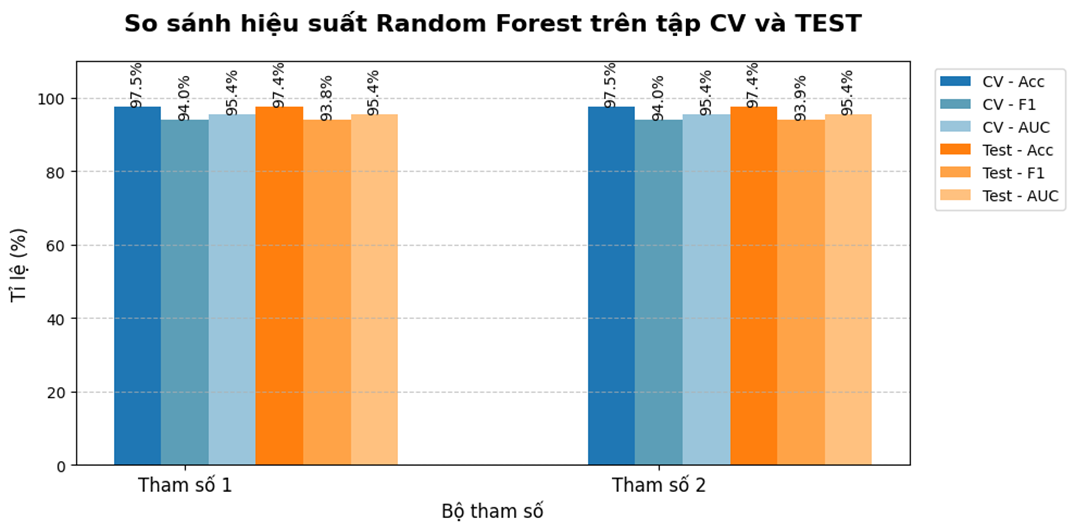 So sánh hiệu suất Random Forest trên tập CV và TEST
97.5%
94.0%
95.4%
97.4%
93.8%
95.4%
97.5%
94.0%
95.4%
97.4%
93.9%
95.4%
CV - Acc
CV - F1
CV - AUC
Test - Acc
Test - F1
Test - AUC
100
80
60
40
20
0
Tỉ lệ (%)
Tham số 1
Tham số 2
Bộ tham số